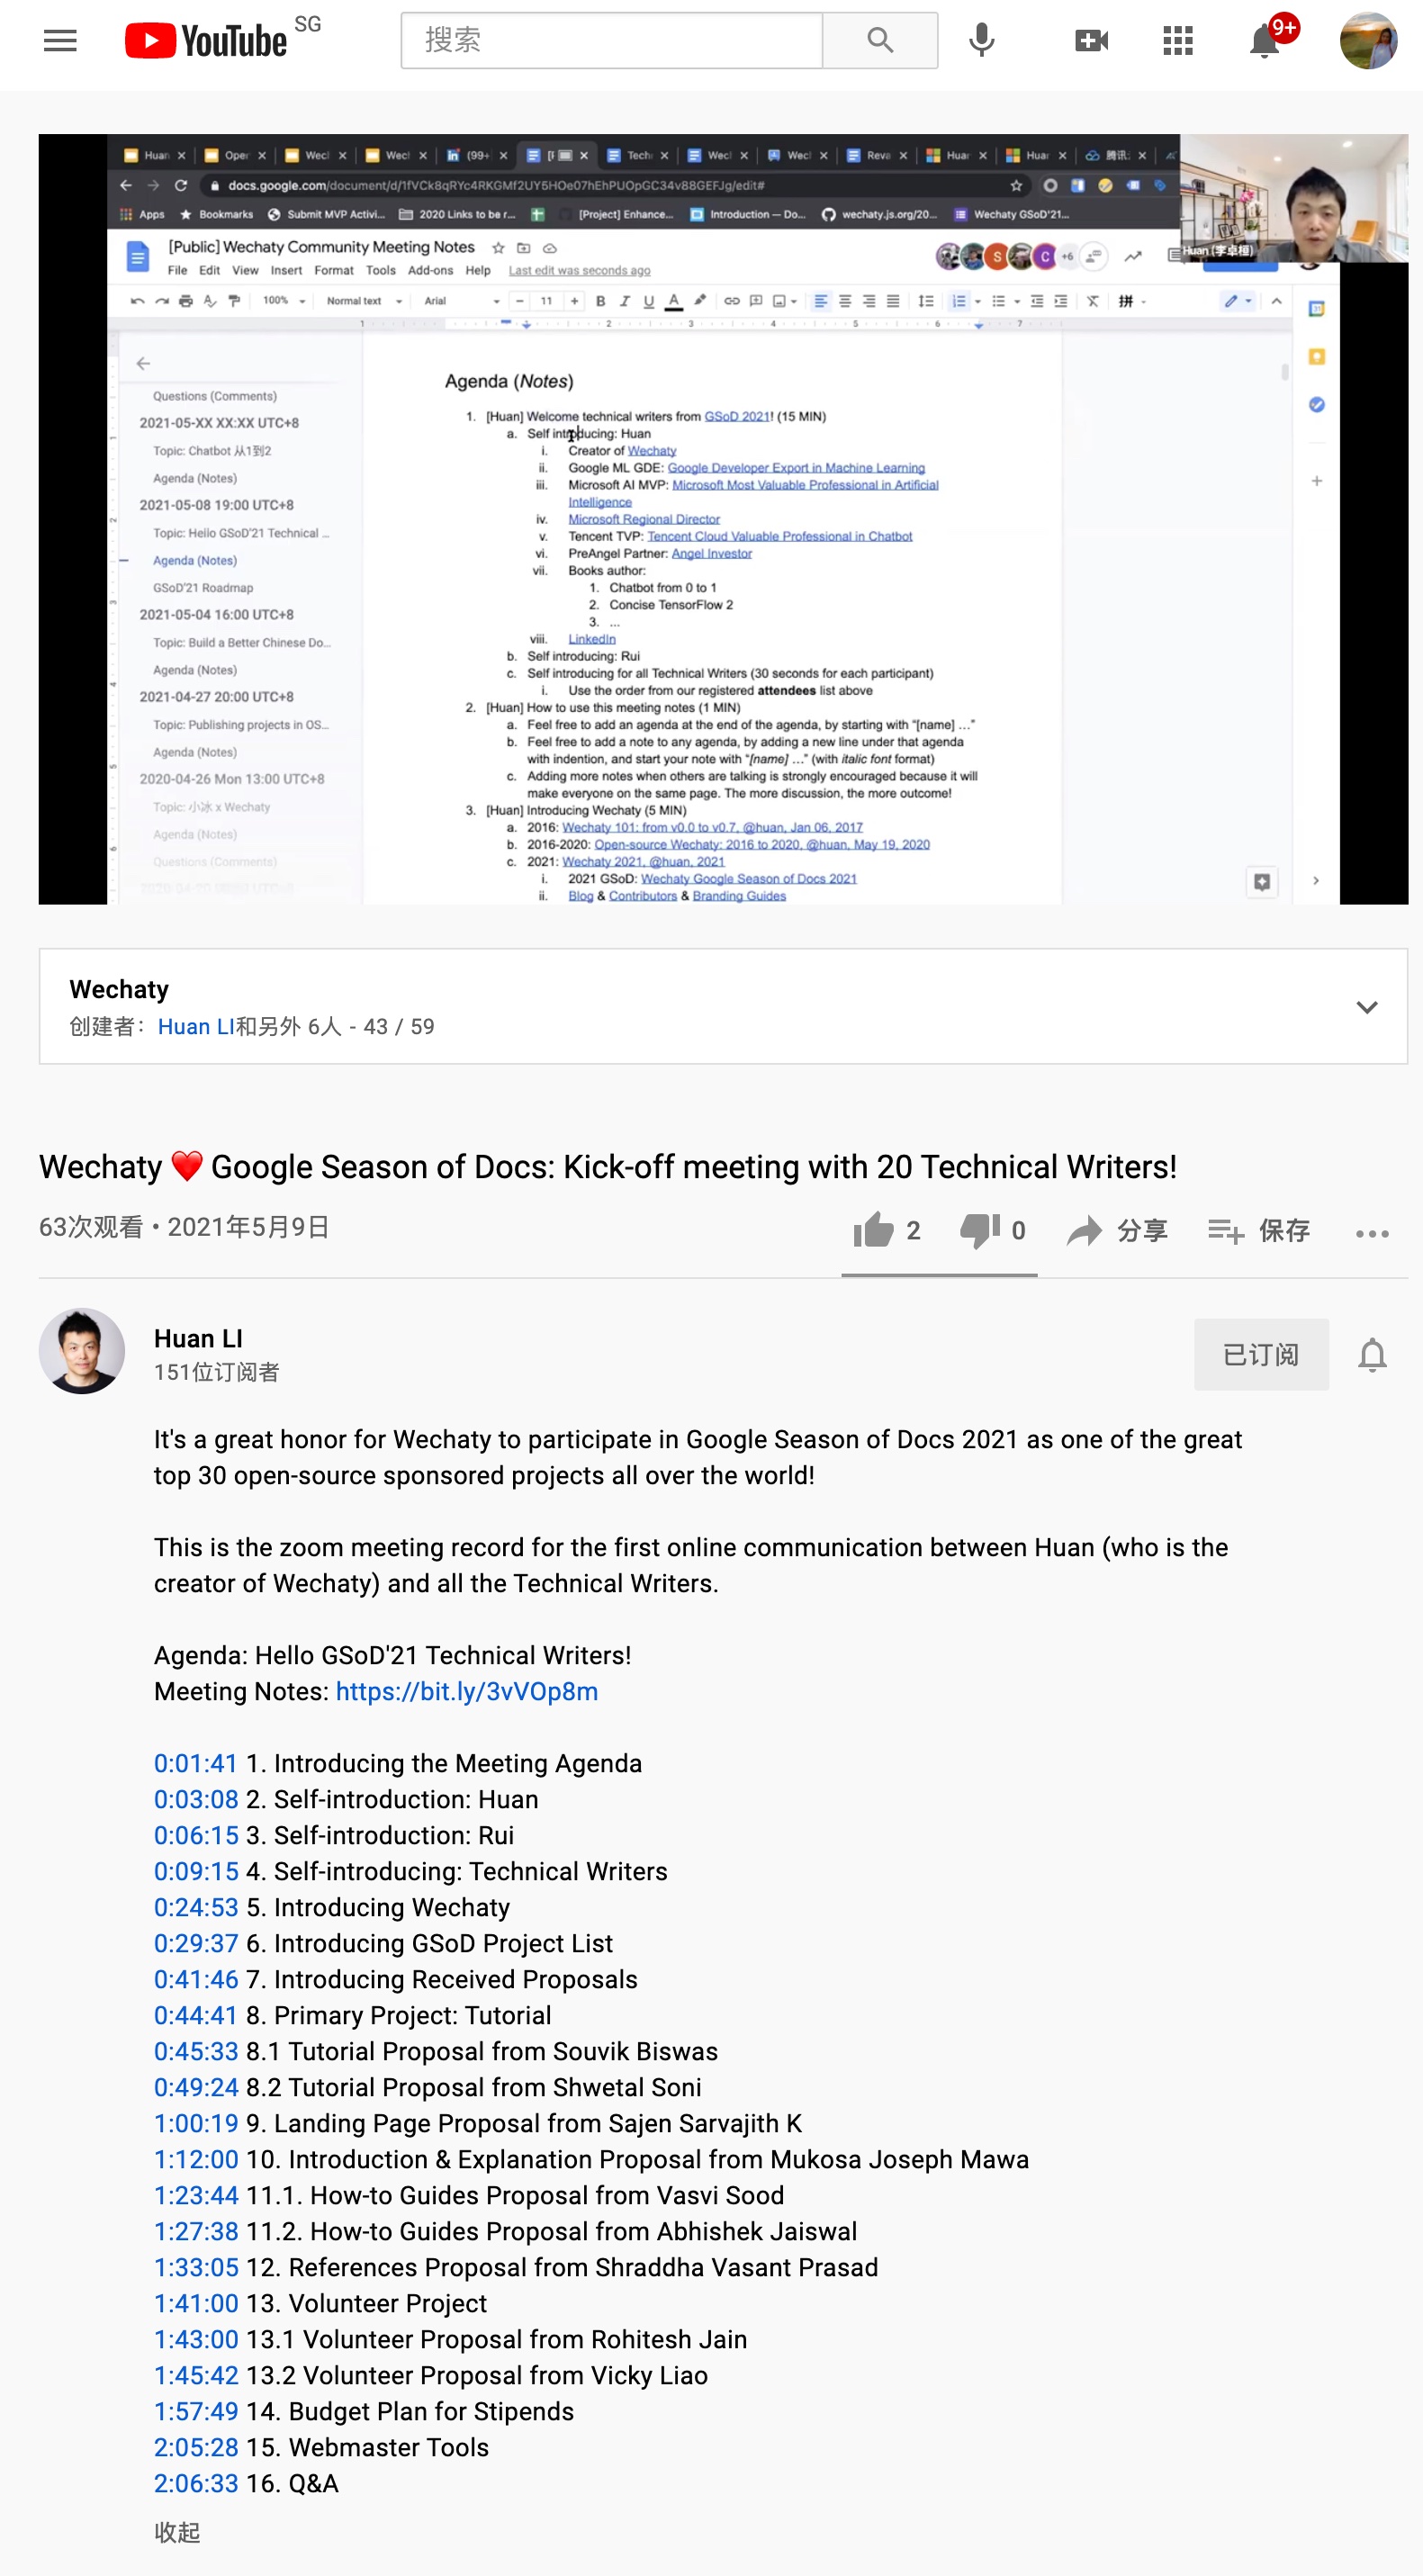 YouTube SG
搜索
9+
Huan
Oper
Wecl
Wecl
(99+
Tech
Wecl
Wecl
Reva
Huar
Huar
腾讯
docs.google.com/document/d/1fVCk8qRYc4RKGMf2UY5HOe07hEhPUOpGC34v88GEFJg/edit#
Apps
Bookmarks
Submit MVP Activi...
2020 Links to be r...
[Project] Enhance...
Introduction — Do...
wechaty.js.org/20...
Wechaty GSoD'21...
Huan (李卓桓)
[Public] Wechaty Community Meeting Notes
File Edit View Insert Format Tools Add-ons Help Last edit was seconds ago
S
C
+6
100% Normal text Arial 11 B I U A 拼
1 1 2 3 4 5 6 7
Questions (Comments)
2021-05-XX XX:XX UTC+8
Topic: Chatbot 从1到2
Agenda (Notes)
2021-05-08 19:00 UTC+8
Topic: Hello GSoD'21 Technical ...
Agenda (Notes)
GSoD'21 Roadmap
2021-05-04 16:00 UTC+8
Topic: Build a Better Chinese Do...
Agenda (Notes)
2021-04-27 20:00 UTC+8
Topic: Publishing projects in OS...
Agenda (Notes)
2020-04-26 Mon 13:00 UTC+8
Topic: 小冰 x Wechaty
Agenda (Notes)
Questions (Comments)
Agenda (Notes)
1. [Huan] Welcome technical writers from GSoD 2021! (15 MIN)
a. Self introducing: Huan
i. Creator of Wechaty
ii. Google ML GDE: Google Developer Export in Machine Learning
iii. Microsoft AI MVP: Microsoft Most Valuable Professional in Artificial
Intelligence
iv. Microsoft Regional Director
v. Tencent TVP: Tencent Cloud Valuable Professional in Chatbot
vi. PreAngel Partner: Angel Investor
vii. Books author:
1. Chatbot from 0 to 1
2. Concise TensorFlow 2
3. ...
viii. LinkedIn
b. Self introducing: Rui
c. Self introducing for all Technical Writers (30 seconds for each participant)
i. Use the order from our registered attendees list above
2. [Huan] How to use this meeting notes (1 MIN)
a. Feel free to add an agenda at the end of the agenda, by starting with “[name] …”
b. Feel free to add a note to any agenda, by adding a new line under that agenda
with indention, and start your note with “[name] …” (with italic font format)
c. Adding more notes when others are talking is strongly encouraged because it will
make everyone on the same page. The more discussion, the more outcome!
3. [Huan] Introducing Wechaty (5 MIN)
a. 2016: Wechaty 101: from v0.0 to v0.7, @huan, Jan 06, 2017
b. 2016-2020: Open-source Wechaty: 2016 to 2020, @huan, May 19, 2020
c. 2021: Wechaty 2021, @huan, 2021
i. 2021 GSoD: Wechaty Google Season of Docs 2021
ii. Blog & Contributors & Branding Guides
Wechaty
创建者：Huan LI和另外 6人 - 43 / 59
Wechaty ❤️ Google Season of Docs: Kick-off meeting with 20 Technical Writers!
63次观看 • 2021年5月9日
2 0 分享 保存
Huan LI
151位订阅者
已订阅
It's a great honor for Wechaty to participate in Google Season of Docs 2021 as one of the great
top 30 open-source sponsored projects all over the world!
This is the zoom meeting record for the first online communication between Huan (who is the
creator of Wechaty) and all the Technical Writers.
Agenda: Hello GSoD'21 Technical Writers!
Meeting Notes: https://bit.ly/3vVOp8m
0:01:41 1. Introducing the Meeting Agenda
0:03:08 2. Self-introduction: Huan
0:06:15 3. Self-introduction: Rui
0:09:15 4. Self-introducing: Technical Writers
0:24:53 5. Introducing Wechaty
0:29:37 6. Introducing GSoD Project List
0:41:46 7. Introducing Received Proposals
0:44:41 8. Primary Project: Tutorial
0:45:33 8.1 Tutorial Proposal from Souvik Biswas
0:49:24 8.2 Tutorial Proposal from Shwetal Soni
1:00:19 9. Landing Page Proposal from Sajen Sarvajith K
1:12:00 10. Introduction & Explanation Proposal from Mukosa Joseph Mawa
1:23:44 11.1. How-to Guides Proposal from Vasvi Sood
1:27:38 11.2. How-to Guides Proposal from Abhishek Jaiswal
1:33:05 12. References Proposal from Shraddha Vasant Prasad
1:41:00 13. Volunteer Project
1:43:00 13.1 Volunteer Proposal from Rohitesh Jain
1:45:42 13.2 Volunteer Proposal from Vicky Liao
1:57:49 14. Budget Plan for Stipends
2:05:28 15. Webmaster Tools
2:06:33 16. Q&A
收起